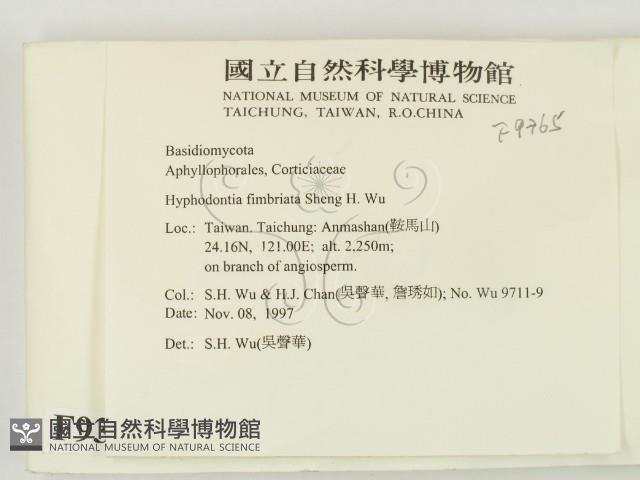 國立自然科學博物館
NATIONAL MUSEUM OF NATURAL SCIENCE
TAICHUNG, TAIWAN, R.O.CHINA
F9765
Basidiomycota
Aphyllophorales, Corticiaceae
Hyphodontia fimbriata Sheng H. Wu
Loc.: Taiwan. Taichung: Anmashan(鞍馬山)
24.16N, 121.00E; alt. 2,250m;
on branch of angiosperm.
Col.: S.H. Wu & H.J. Chan(吳聲華, 詹琇如); No. Wu 9711-9
Date: Nov. 08, 1997
Det.: S.H. Wu(吳聲華)
國立自然科學博物館
NATIONAL MUSEUM OF NATURAL SCIENCE